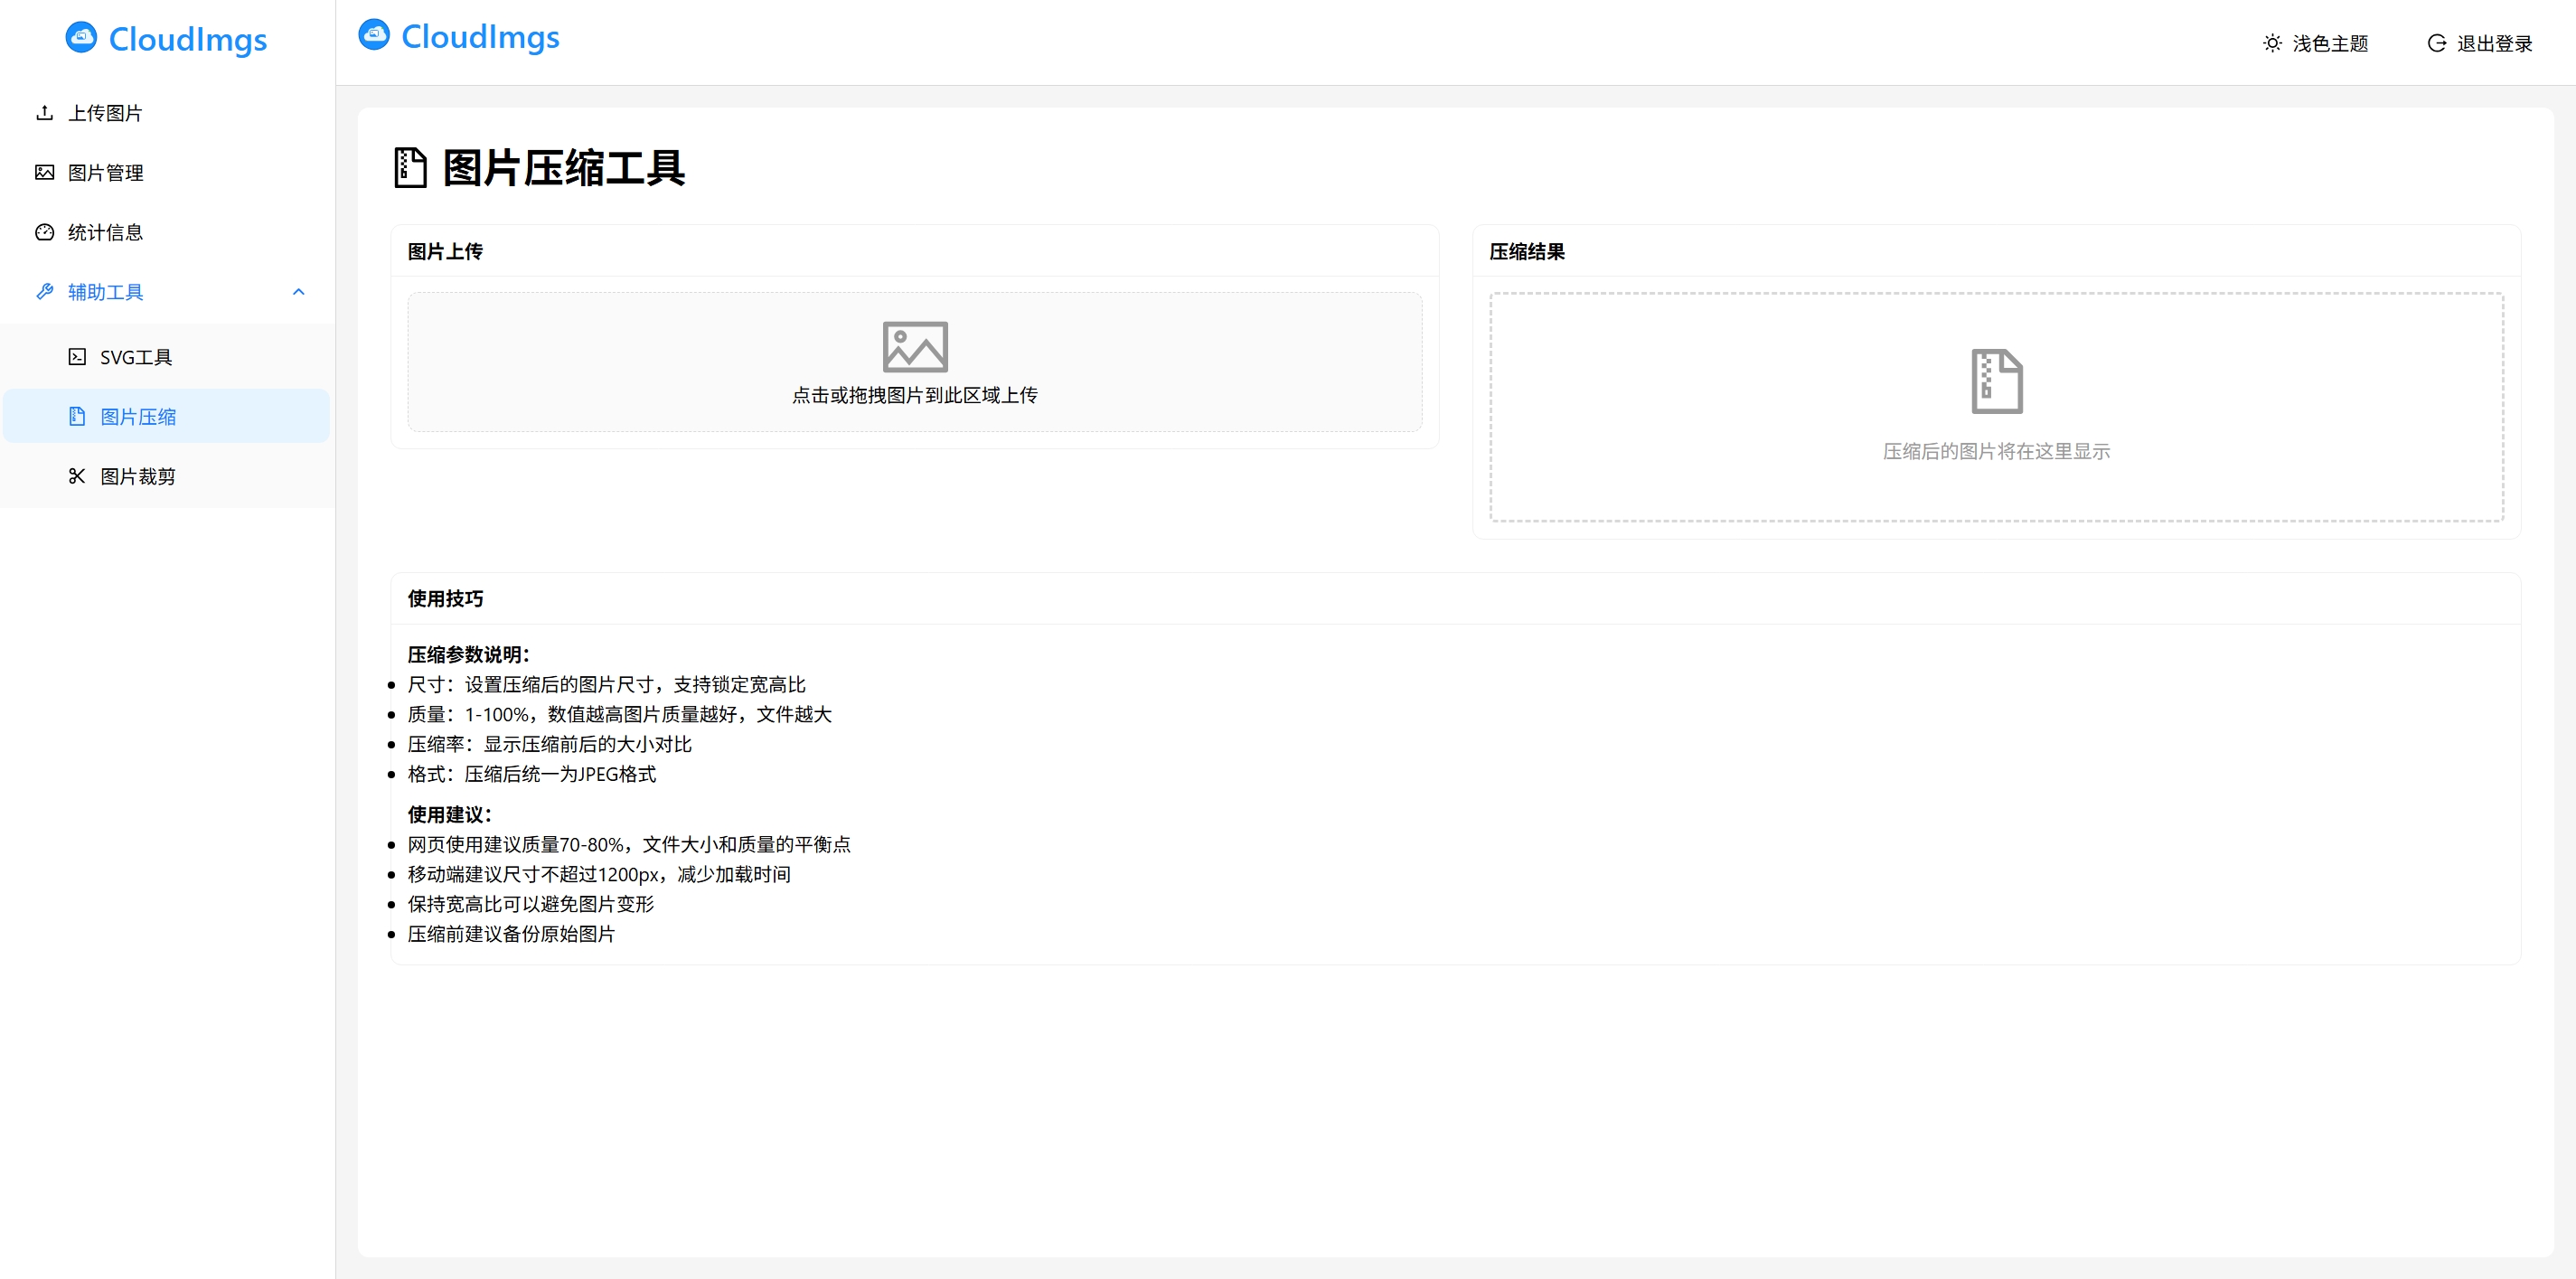 CloudImgs
上传图片
图片管理
统计信息
辅助工具
SVG工具
图片压缩
图片裁剪
CloudImgs
浅色主题
退出登录
图片压缩工具
图片上传
点击或拖拽图片到此区域上传
压缩结果
压缩后的图片将在这里显示
使用技巧
压缩参数说明：
尺寸：设置压缩后的图片尺寸，支持锁定宽高比
质量：1-100%，数值越高图片质量越好，文件越大
压缩率：显示压缩前后的大小对比
格式：压缩后统一为JPEG格式
使用建议：
网页使用建议质量70-80%，文件大小和质量的平衡点
移动端建议尺寸不超过1200px，减少加载时间
保持宽高比可以避免图片变形
压缩前建议备份原始图片